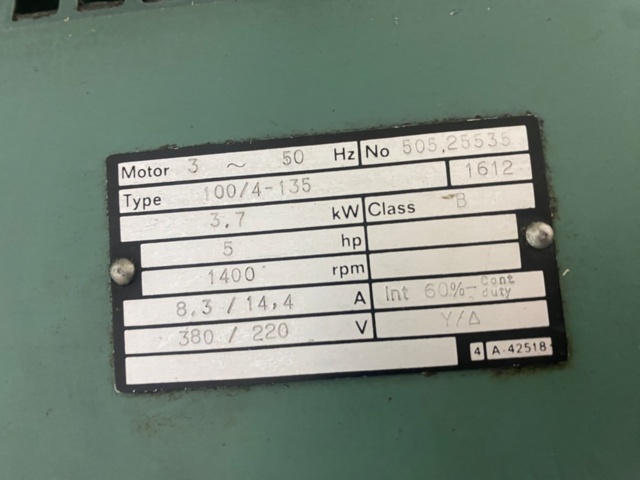 Motor 3 ~ 50 Hz No 505,25535
Type 100/4-135 1612
3,7 kW Class B
5 hp
1400 rpm
8,3 / 14,4 A Int 60%- Cont duty
380 / 220 V Y/Δ
4 A-42518